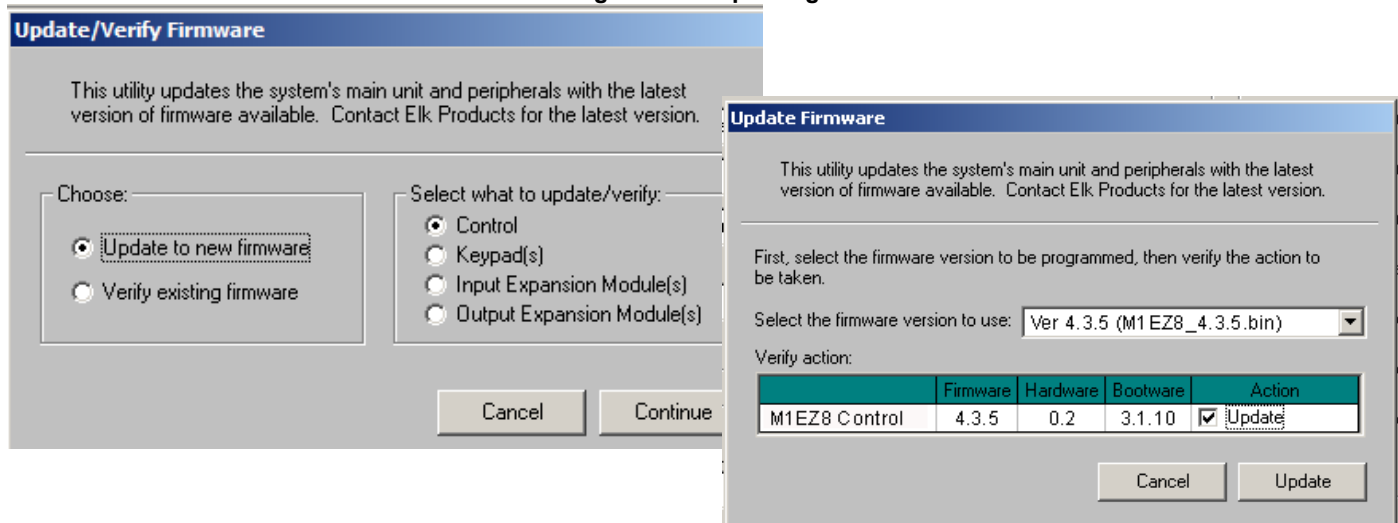 Update/Verify Firmware
This utility updates the system's main unit and peripherals with the latest
version of firmware available. Contact Elk Products for the latest version.
Choose:
Update to new firmware
Verify existing firmware
Select what to update/verify:
Control
Keypad(s)
Input Expansion Module(s)
Output Expansion Module(s)
Cancel Continue
Update Firmware
This utility updates the system's main unit and peripherals with the latest
version of firmware available. Contact Elk Products for the latest version.
First, select the firmware version to be programmed, then verify the action to
be taken.
Select the firmware version to use: Ver 4.3.5 (M1EZ8_4.3.5.bin)
Verify action:
Firmware Hardware Bootware Action
M1EZ8 Control 4.3.5 0.2 3.1.10 Update
Cancel Update